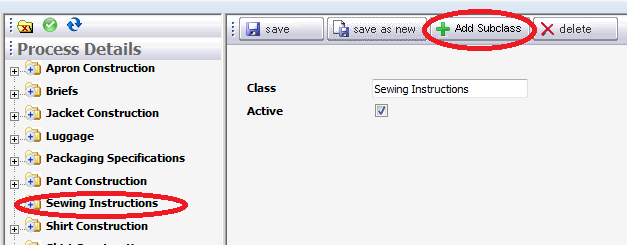 save
save as new
Add Subclass
delete
Process Details
Apron Construction
Briefs
Jacket Construction
Luggage
Packaging Specifications
Pant Construction
Sewing Instructions
Shirt Construction
Class
Sewing Instructions
Active